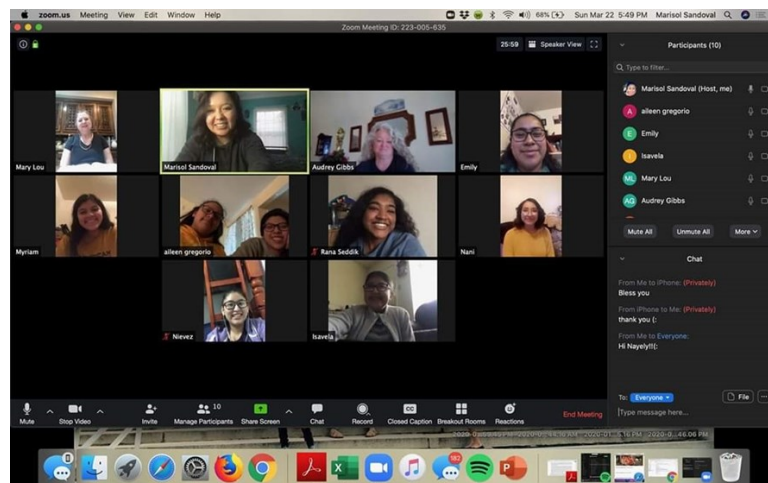 zoom.us Meeting View Edit Window Help
68% Sun Mar 22 5:49 PM Marisol Sandoval
Zoom Meeting ID: 223-005-635
25:59 Speaker View
Mary Lou
Marisol Sandoval
Audrey Gibbs
Emily
Myriam
aileen gregorio
Rana Seddik
Nani
Nievez
Isavela
Participants (10)
Type to filter...
Marisol Sandoval (Host, me)
A aileen gregorio
E Emily
I Isavela
ML Mary Lou
AG Audrey Gibbs
Mute All Unmute All More
Chat
From Me to iPhone: (Privately)
Bless you
From iPhone to Me: (Privately)
thank you (:
From Me to Everyone:
Hi Nayely!!(:
To: Everyone File
Type message here...
Mute Stop Video Invite Manage Participants 10 Share Screen Chat Record CC Closed Caption Breakout Rooms Reactions End Meeting
182